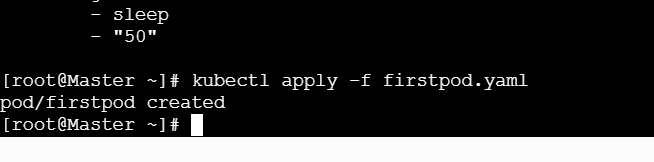 - sleep
- "50"
[root@Master ~]# kubectl apply -f firstpod.yaml
pod/firstpod created
[root@Master ~]#